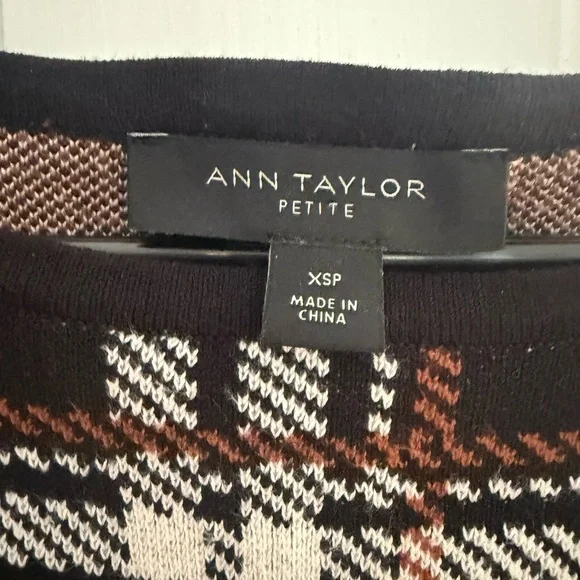 ANN TAYLOR
PETITE
XSP
MADE IN
CHINA